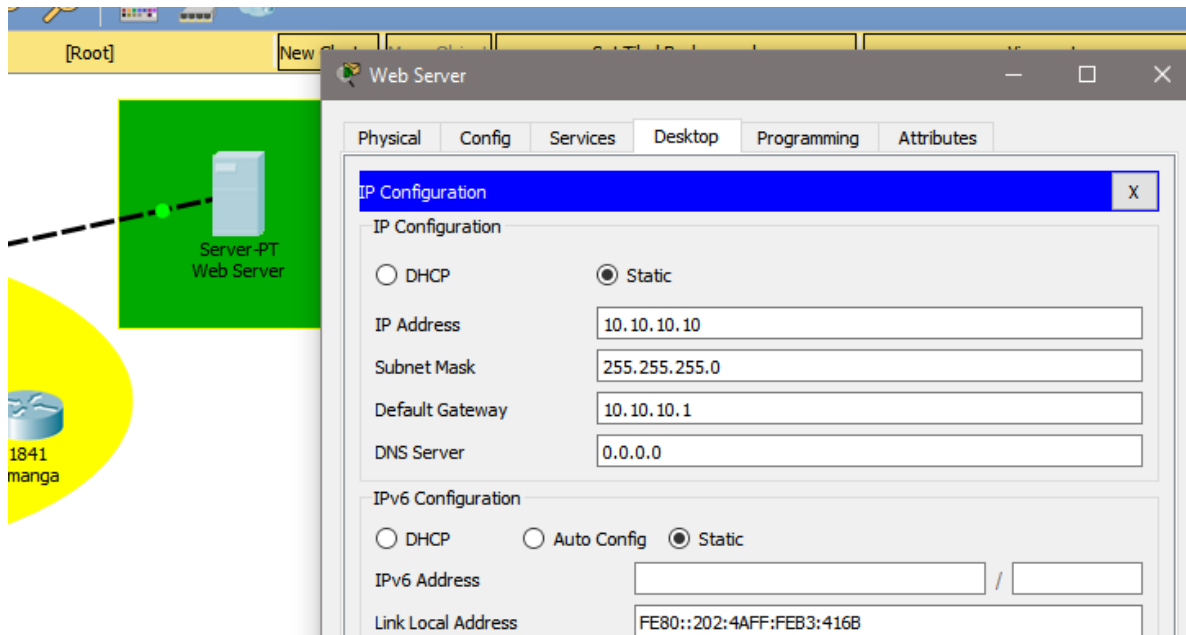 [Root]
New
Web Server
Physical Config Services Desktop Programming Attributes
IP Configuration X
IP Configuration
DHCP Static
IP Address 10.10.10.10
Subnet Mask 255.255.255.0
Default Gateway 10.10.10.1
DNS Server 0.0.0.0
IPv6 Configuration
DHCP Auto Config Static
IPv6 Address /
Link Local Address FE80::202:4AFF:FEB3:416B
Server-PT
Web Server
1841
manga